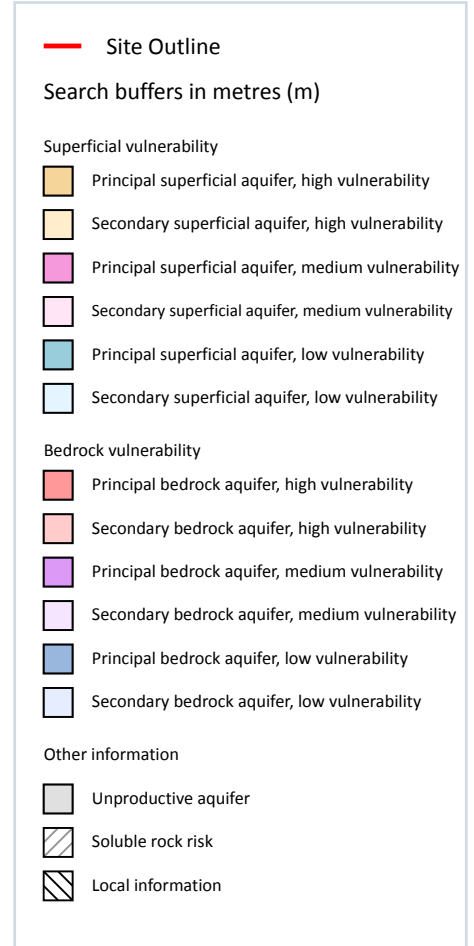 Site Outline
Search buffers in metres (m)
Superficial vulnerability
Principal superficial aquifer, high vulnerability
Secondary superficial aquifer, high vulnerability
Principal superficial aquifer, medium vulnerability
Secondary superficial aquifer, medium vulnerability
Principal superficial aquifer, low vulnerability
Secondary superficial aquifer, low vulnerability
Bedrock vulnerability
Principal bedrock aquifer, high vulnerability
Secondary bedrock aquifer, high vulnerability
Principal bedrock aquifer, medium vulnerability
Secondary bedrock aquifer, medium vulnerability
Principal bedrock aquifer, low vulnerability
Secondary bedrock aquifer, low vulnerability
Other information
Unproductive aquifer
Soluble rock risk
Local information